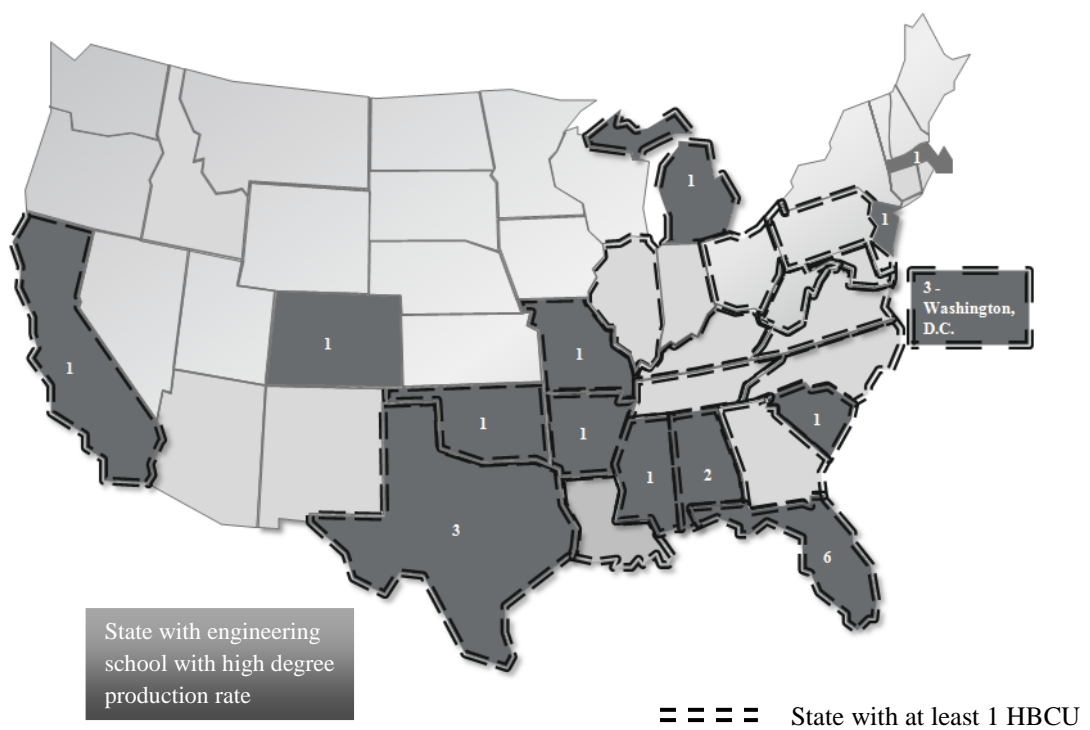 1
1
1
3 -
Washington,
D.C.
1
1
1
1
1
1
1
2
3
6
State with engineering
school with high degree
production rate
State with at least 1 HBCU